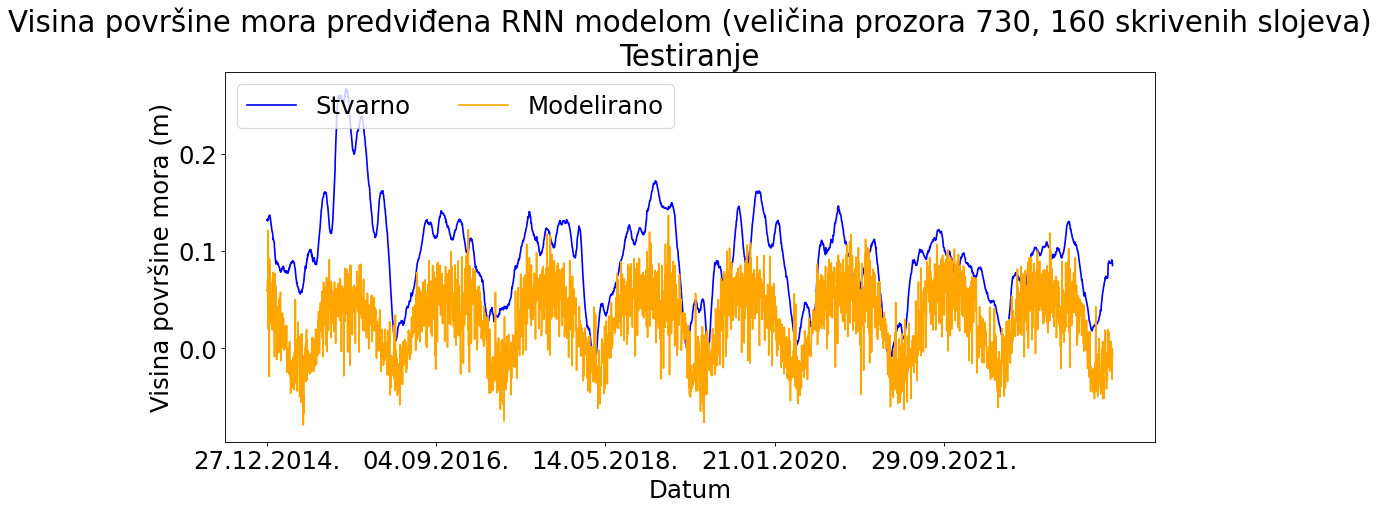 Visina površine mora predviđena RNN modelom (veličina prozora 730, 160 skrivenih slojeva)
Testiranje
Stvarno
Modelirano
Visina površine mora (m)
0.2
0.1
0.0
27.12.2014.
04.09.2016.
14.05.2018.
21.01.2020.
29.09.2021.
Datum